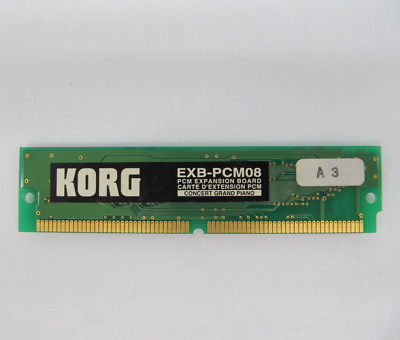 KORG
EXB-PCM08
PCM EXPANSION BOARD
CARTE D'EXTENSION PCM
CONCERT GRAND PIANO
A 3